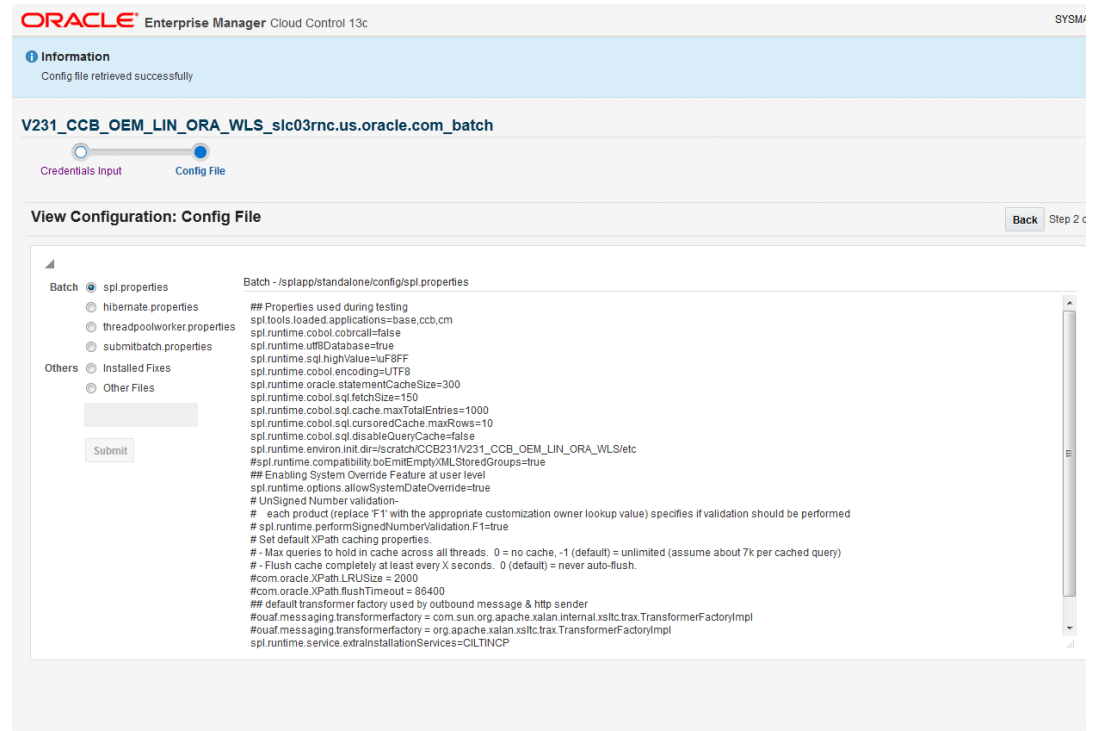 ORACLE Enterprise Manager Cloud Control 13c
SYSMA
Information
Config file retrieved successfully
V231_CCB_OEM_LIN_ORA_WLS_slc03rnc.us.oracle.com_batch
Credentials Input
Config File
View Configuration: Config File
Back
Step 2 o
Batch
spl.properties
hibernate.properties
threadpoolworker.properties
submitbatch.properties
Others
Installed Fixes
Other Files
Submit
Batch - /splapp/standalone/config/spl.properties
## Properties used during testing
spl.tools.loaded.applications=base,ccb,cm
spl.runtime.cobol.cobrcall=false
spl.runtime.utf8Database=true
spl.runtime.sql.highValue=\uF8FF
spl.runtime.cobol.encoding=UTF8
spl.runtime.oracle.statementCacheSize=300
spl.runtime.cobol.sql.fetchSize=150
spl.runtime.cobol.sql.cache.maxTotalEntries=1000
spl.runtime.cobol.sql.cursoredCache.maxRows=10
spl.runtime.cobol.sql.disableQueryCache=false
spl.runtime.environ.init.dir=/scratch/CCB231/V231_CCB_OEM_LIN_ORA_WLS/etc
#spl.runtime.compatibility.boEmitEmptyXMLStoredGroups=true
## Enabling System Override Feature at user level
spl.runtime.options.allowSystemDateOverride=true
# UnSigned Number validation-
# each product (replace 'F1' with the appropriate customization owner lookup value) specifies if validation should be performed
# spl.runtime.performSignedNumberValidation.F1=true
# Set default XPath caching properties.
# - Max queries to hold in cache across all threads. 0 = no cache, -1 (default) = unlimited (assume about 7k per cached query)
# - Flush cache completely at least every X seconds. 0 (default) = never auto-flush.
#com.oracle.XPath.LRUSize = 2000
#com.oracle.XPath.flushTimeout = 86400
## default transformer factory used by outbound message & http sender
#ouaf.messaging.transformerfactory = com.sun.org.apache.xalan.internal.xsltc.trax.TransformerFactoryImpl
#ouaf.messaging.transformerfactory = org.apache.xalan.xsltc.trax.TransformerFactoryImpl
spl.runtime.service.extraInstallationServices=CILTINCP